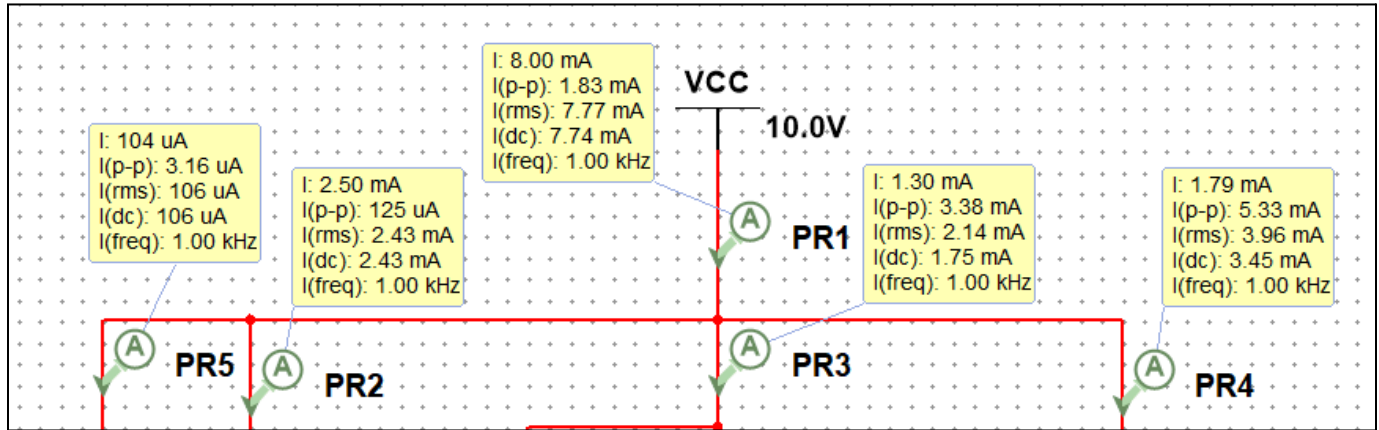 I: 8.00 mA
I(p-p): 1.83 mA
I(rms): 7.77 mA
I(dc): 7.74 mA
I(freq): 1.00 kHz
VCC
10.0V
I: 104 uA
I(p-p): 3.16 uA
I(rms): 106 uA
I(dc): 106 uA
I(freq): 1.00 kHz
I: 2.50 mA
I(p-p): 125 uA
I(rms): 2.43 mA
I(dc): 2.43 mA
I(freq): 1.00 kHz
A
PR1
I: 1.30 mA
I(p-p): 3.38 mA
I(rms): 2.14 mA
I(dc): 1.75 mA
I(freq): 1.00 kHz
I: 1.79 mA
I(p-p): 5.33 mA
I(rms): 3.96 mA
I(dc): 3.45 mA
I(freq): 1.00 kHz
A
PR5
A
PR2
A
PR3
A
PR4